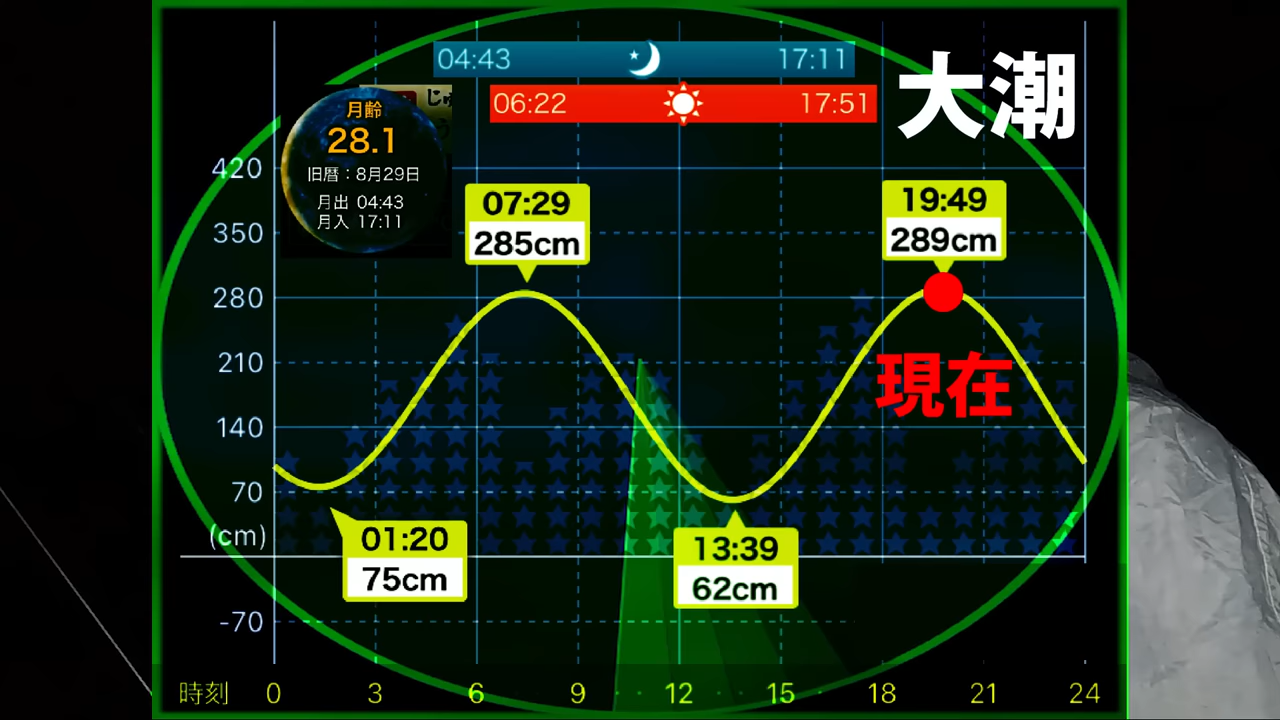 04:43 17:11
06:22 17:51
大潮
月齢
28.1
旧暦：8月29日
月出 04:43
月入 17:11
じゅ
420
350
280
210
140
70
(cm)
-70
07:29
285cm
19:49
289cm
現在
01:20
75cm
13:39
62cm
時刻 0 3 6 9 12 15 18 21 24